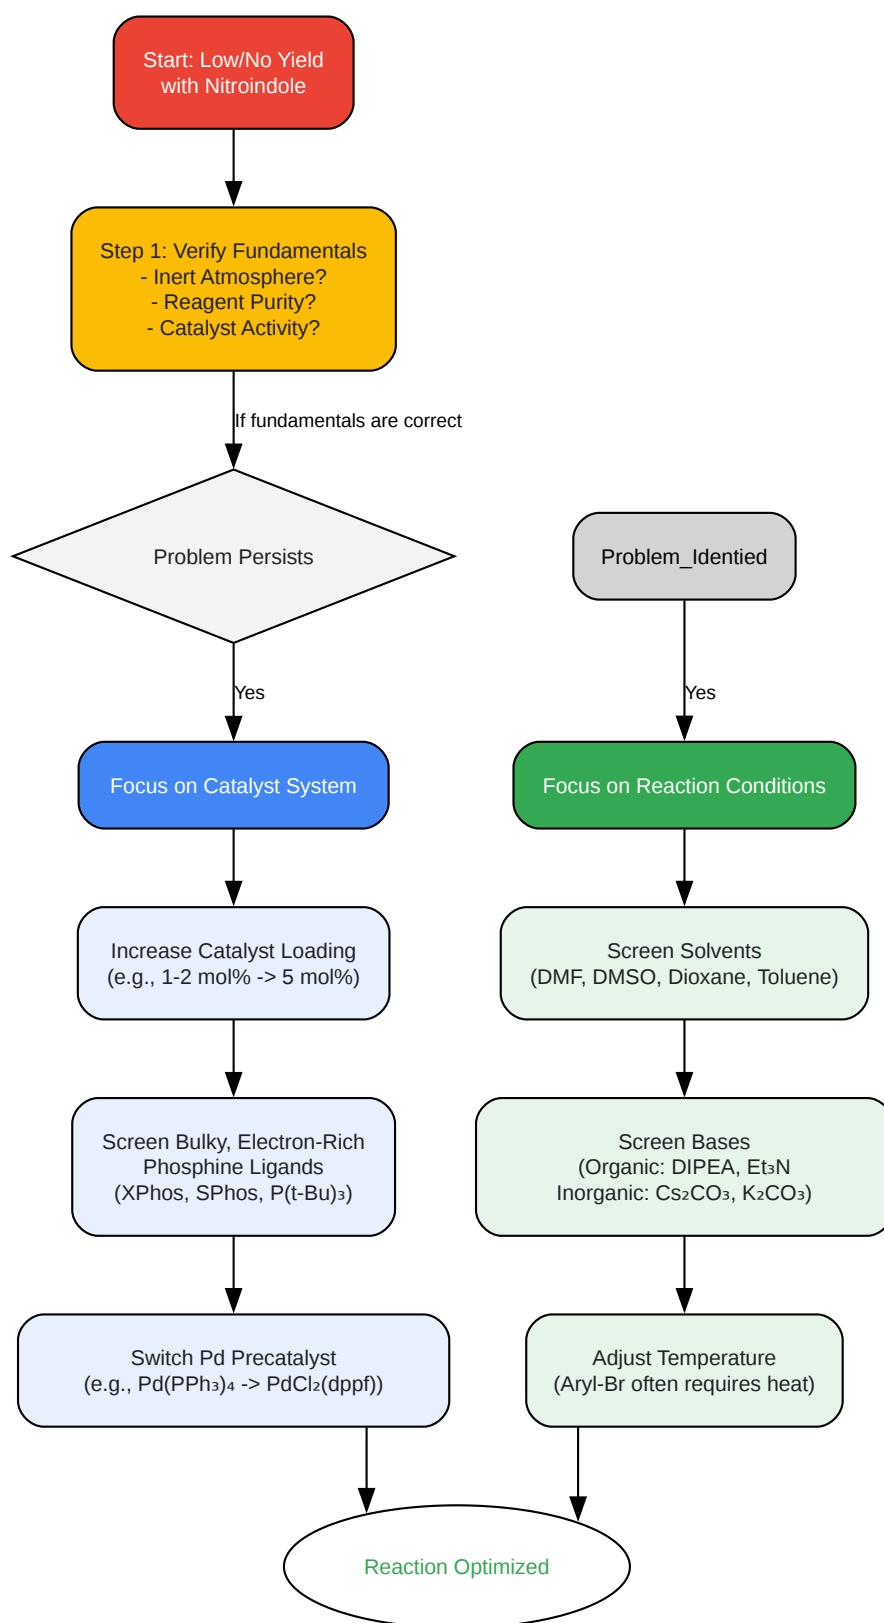 Start: Low/No Yield
with Nitroindole
Step 1: Verify Fundamentals
- Inert Atmosphere?
- Reagent Purity?
- Catalyst Activity?
If fundamentals are correct
Problem Persists
Yes
Focus on Catalyst System
Increase Catalyst Loading
(e.g., 1-2 mol% -> 5 mol%)
Screen Bulky, Electron-Rich
Phosphine Ligands
(XPhos, SPhos, P(t-Bu)₃)
Switch Pd Precatalyst
(e.g., Pd(PPh₃)₄ -> PdCl₂(dppf))
Problem_Identied
Yes
Focus on Reaction Conditions
Screen Solvents
(DMF, DMSO, Dioxane, Toluene)
Screen Bases
(Organic: DIPEA, Et₃N
Inorganic: Cs₂CO₃, K₂CO₃)
Adjust Temperature
(Aryl-Br often requires heat)
Reaction Optimized